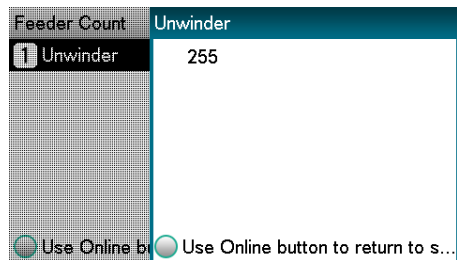 Feeder Count
1 Unwinder
Use Online b
Unwinder
255
Use Online button to return to s...